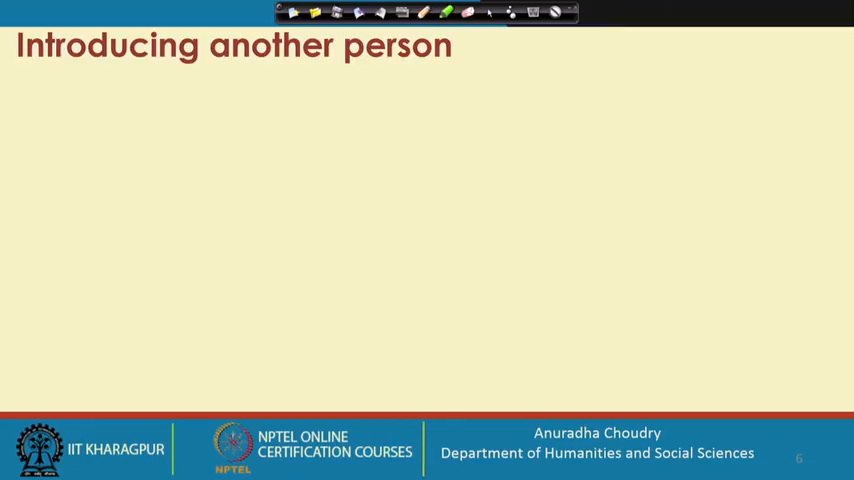 Introducing another person
IIT KHARAGPUR
NPTEL
NPTEL ONLINE
CERTIFICATION COURSES
Anuradha Choudry
Department of Humanities and Social Sciences
6